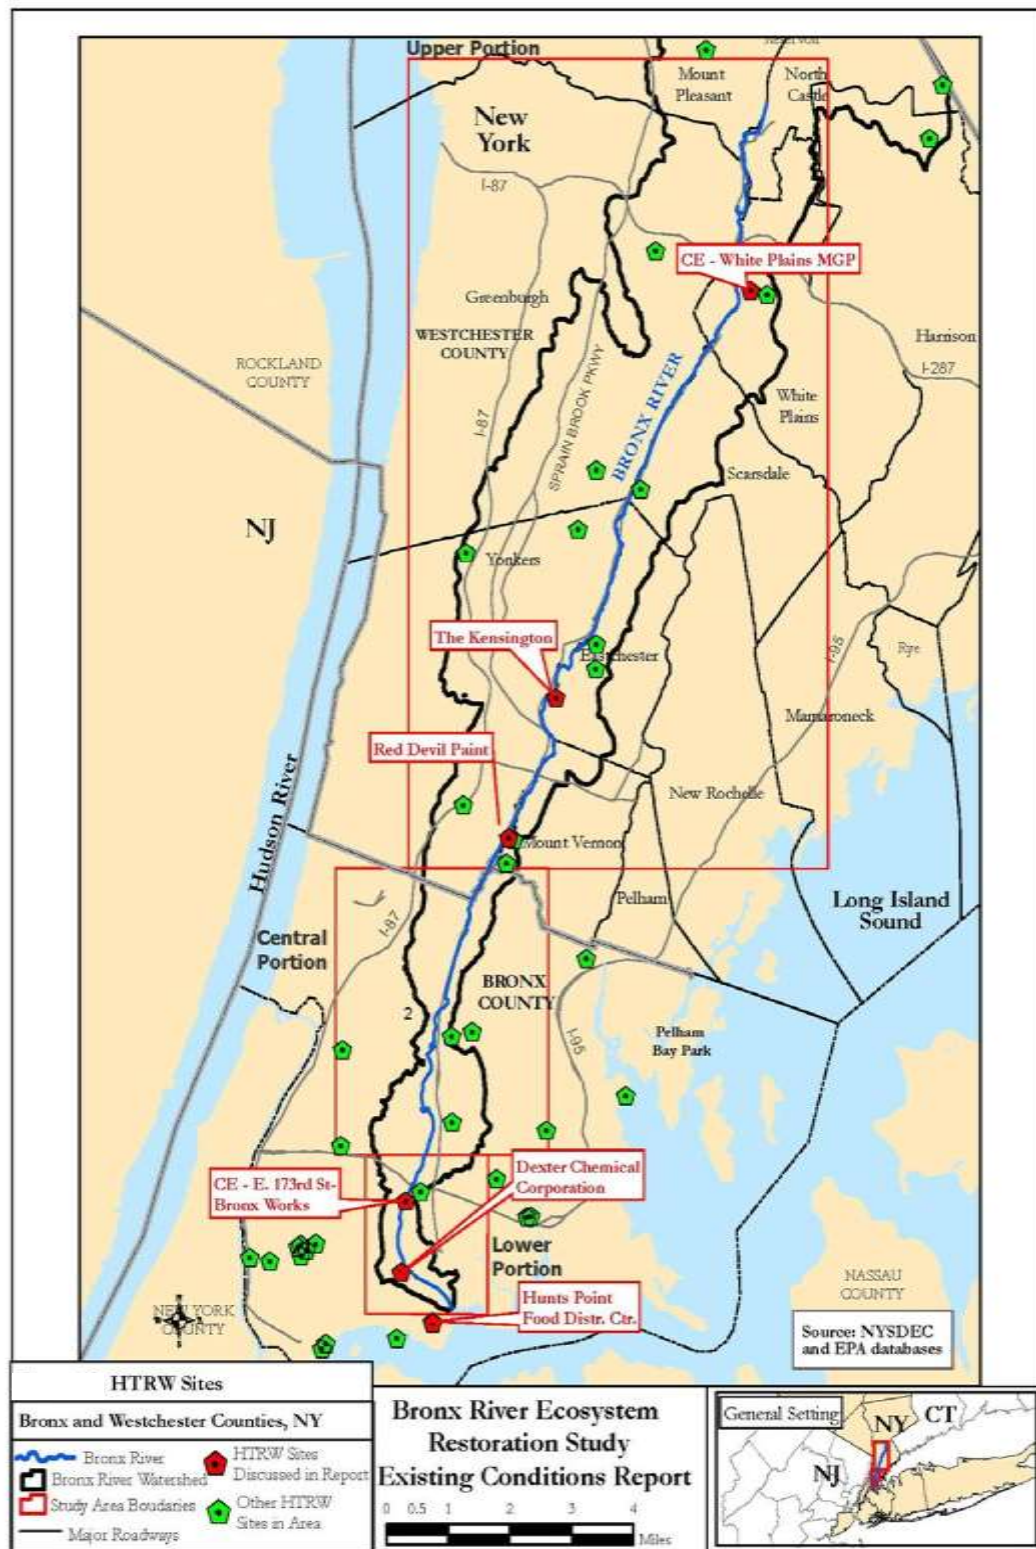 Upper Portion
Reservoir
Mount
Pleasant
North
Castle
New
York
I-87
CE - White Plains MGP
Greenburgh
WESTCHESTER
COUNTY
Harrison
I-287
ROCKLAND
COUNTY
I-87
SPRAIN BROOK PKWY
BRONX RIVER
White
Plains
Scarsdale
NJ
Yonkers
The Kensington
Eastchester
I-95
Rye
Mamaroneck
Red Devil Paint
New Rochelle
Hudson River
Mount Vernon
Pelham
Long Island
Sound
I-87
Central
Portion
BRONX
COUNTY
2
I-95
Pelham
Bay Park
CE - E. 173rd St-
Bronx Works
Dexter Chemical
Corporation
Lower
Portion
Hunts Point
Food Distr. Ctr.
NASSAU
COUNTY
NEW YORK
COUNTY
Source: NYSDEC
and EPA databases
HTRW Sites
Bronx and Westchester Counties, NY
Bronx River
Bronx River Watershed
Study Area Boudaries
Major Roadways
HTRW Sites
Discussed in Report
Other HTRW
Sites in Area
Bronx River Ecosystem
Restoration Study
Existing Conditions Report
0 0.5 1 2 3 4
Miles
General Setting
NY
CT
NJ